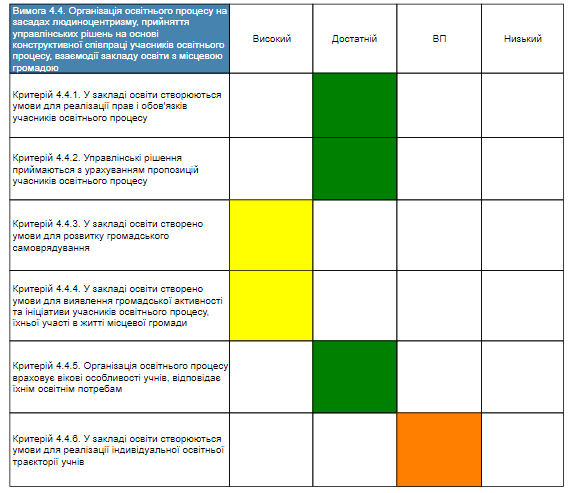 Вимога 4.4. Організація освітнього процесу на
засадах людиноцентризму, прийняття
управлінських рішень на основі
конструктивної співпраці учасників освітнього
процесу, взаємодії закладу освіти з місцевою
громадою
Високий
Достатній
ВП
Низький
Критерій 4.4.1. У закладі освіти створюються
умови для реалізації прав і обов'язків
учасників освітнього процесу
Критерій 4.4.2. Управлінські рішення
приймаються з урахуванням пропозицій
учасників освітнього процесу
Критерій 4.4.3. У закладі освіти створено
умови для розвитку громадського
самоврядування
Критерій 4.4.4. У закладі освіти створено
умови для виявлення громадської активності
та ініціативи учасників освітнього процесу,
їхньої участі в житті місцевої громади
Критерій 4.4.5. Організація освітнього процесу
враховує вікові особливості учнів, відповідає
їхнім освітнім потребам
Критерій 4.4.6. У закладі освіти створюються
умови для реалізації індивідуальної освітньої
траєкторії учнів